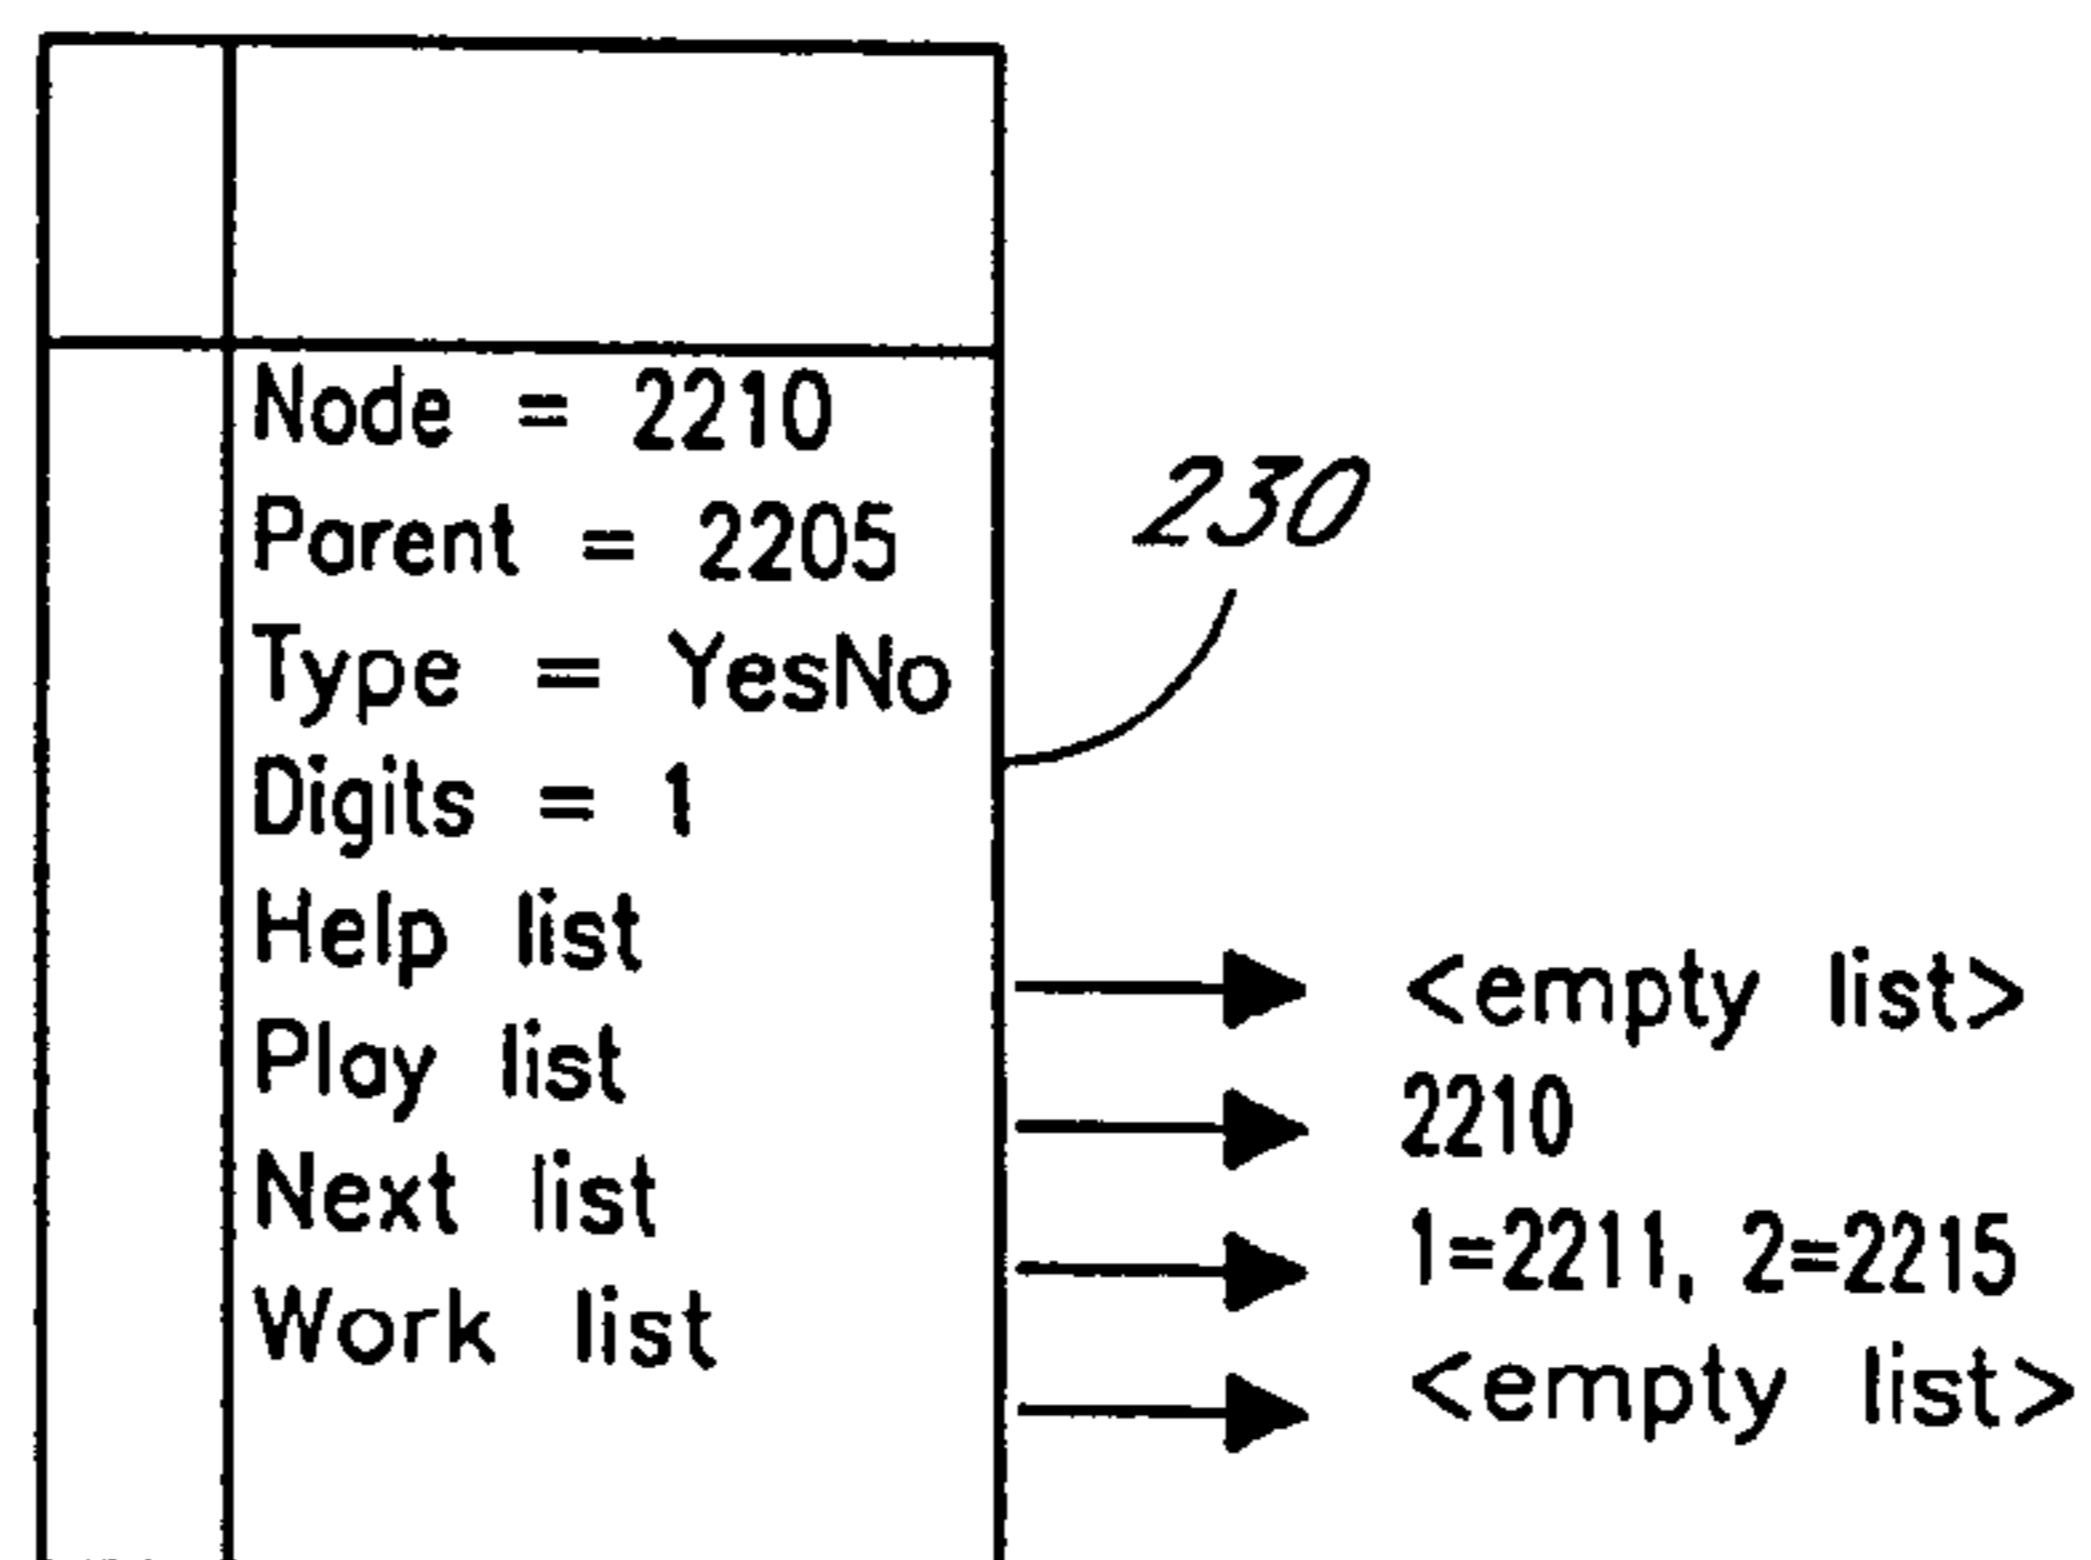 Node = 2210
Parent = 2205
230
Type = YesNo
Digits = 1
Help list
<empty list>
Play list
2210
Next list
1=2211, 2=2215
Work list
<empty list>